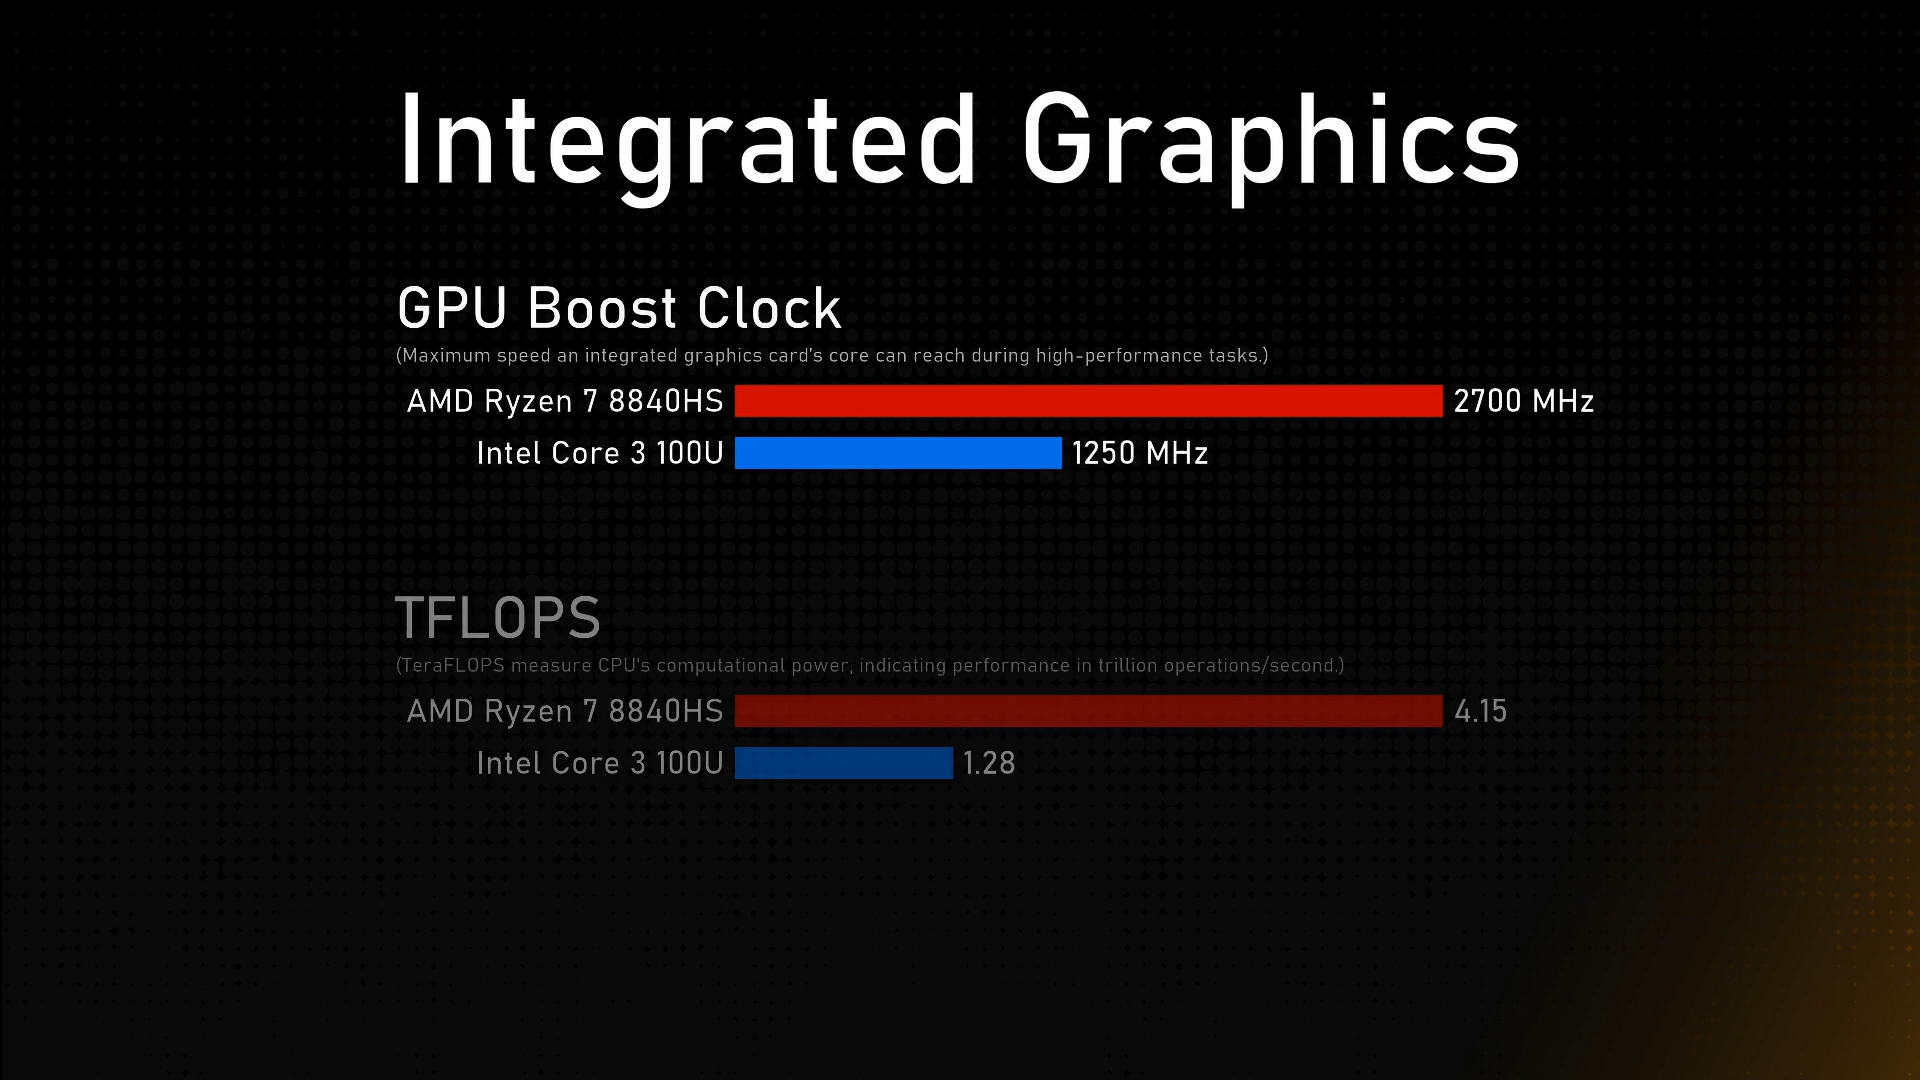 Integrated Graphics
GPU Boost Clock
(Maximum speed an integrated graphics card's core can reach during high-performance tasks.)
AMD Ryzen 7 8840HS 2700 MHz
Intel Core 3 100U 1250 MHz
TFLOPS
(TeraFLOPS measure CPU's computational power, indicating performance in trillion operations/second.)
AMD Ryzen 7 8840HS 4.15
Intel Core 3 100U 1.28